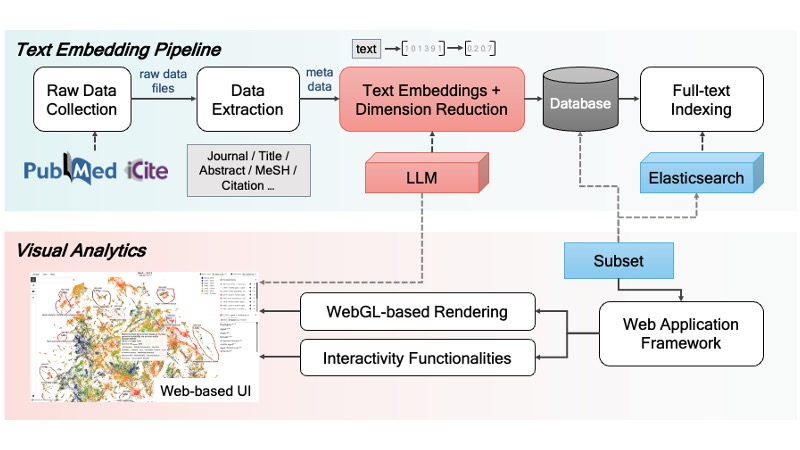 Text Embedding Pipeline
text
[1 0 1 3 9 1]
[0.2 0.7]
Raw Data
Collection
raw data
files
Data
Extraction
meta
data
Text Embeddings +
Dimension Reduction
Database
Full-text
Indexing
PubMed
iCite
Journal / Title /
Abstract / MeSH /
Citation ...
LLM
Elasticsearch
Visual Analytics
Subset
WebGL-based Rendering
Interactivity Functionalities
Web Application
Framework
Web-based UI